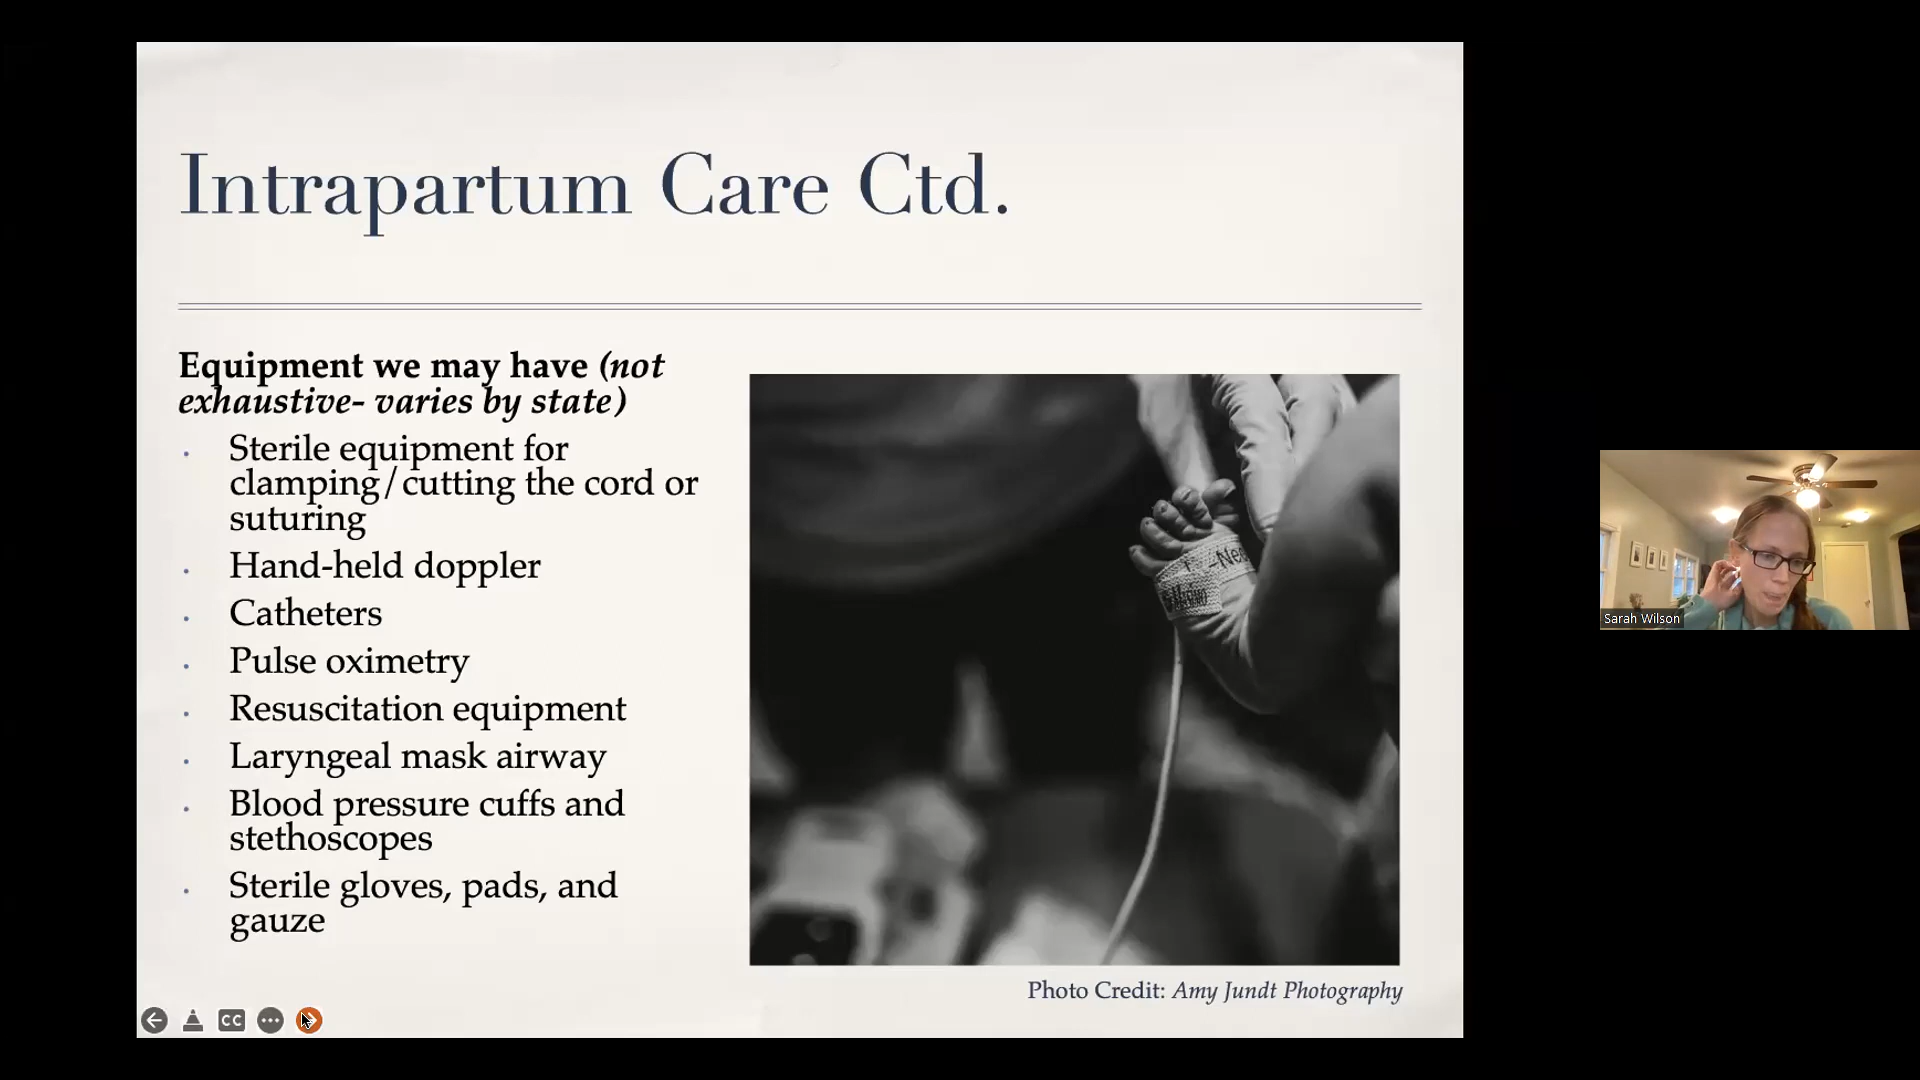 Intrapartum Care Ctd.
Equipment we may have (not
exhaustive- varies by state)
Sterile equipment for
clamping/cutting the cord or
suturing
Hand-held doppler
Catheters
Pulse oximetry
Resuscitation equipment
Laryngeal mask airway
Blood pressure cuffs and
stethoscopes
Sterile gloves, pads, and
gauze
Photo Credit: Amy Jundt Photography
CC
Sarah Wilson